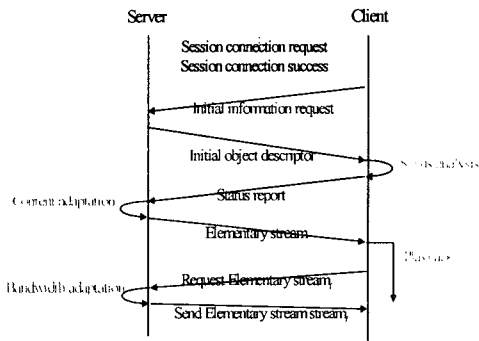 Server Client
Session connection request
Session connection success
Initial information request
Initial object descriptor
Status report
Content adaptation
Elementary stream
Request Elementary stream,
Bandwidth adaptation
Send Elementary stream stream,